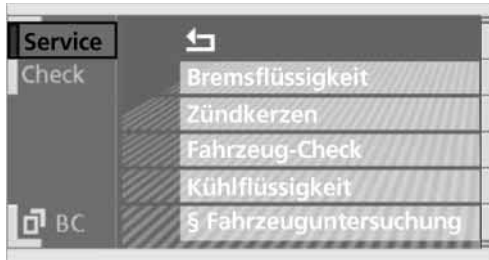 Service
Check
Bremsflüssigkeit
Zündkerzen
Fahrzeug-Check
Kühlflüssigkeit
§ Fahrzeuguntersuchung
BC